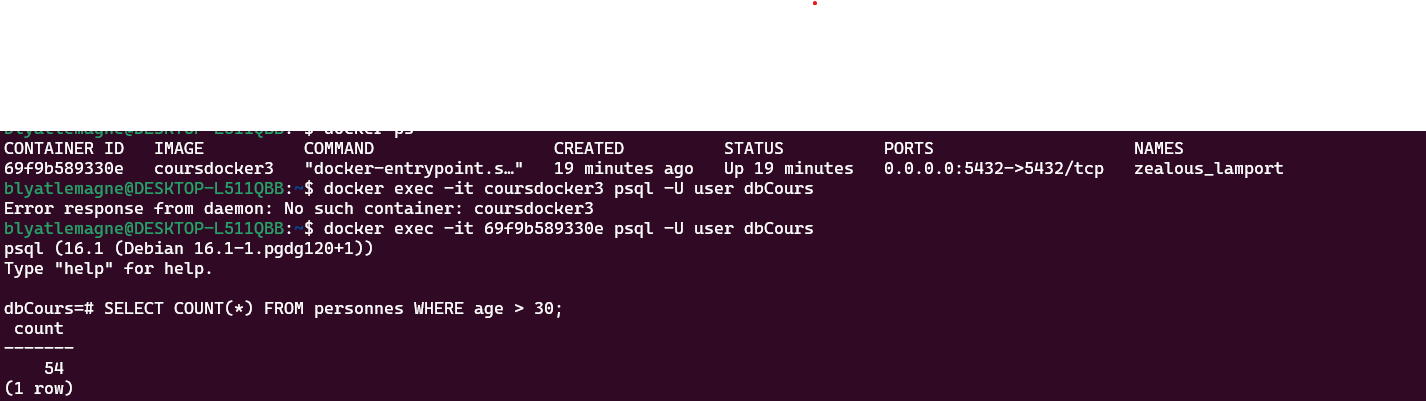 blyatlemagne@DESKTOP-L511QBB:~$ docker ps
CONTAINER ID   IMAGE          COMMAND                  CREATED          STATUS          PORTS                    NAMES
69f9b589330e   coursdocker3   "docker-entrypoint.s…"   19 minutes ago   Up 19 minutes   0.0.0.0:5432->5432/tcp   zealous_lamport
blyatlemagne@DESKTOP-L511QBB:~$ docker exec -it coursdocker3 psql -U user dbCours
Error response from daemon: No such container: coursdocker3
blyatlemagne@DESKTOP-L511QBB:~$ docker exec -it 69f9b589330e psql -U user dbCours
psql (16.1 (Debian 16.1-1.pgdg120+1))
Type "help" for help.
dbCours=# SELECT COUNT(*) FROM personnes WHERE age > 30;
 count
-------
    54
(1 row)